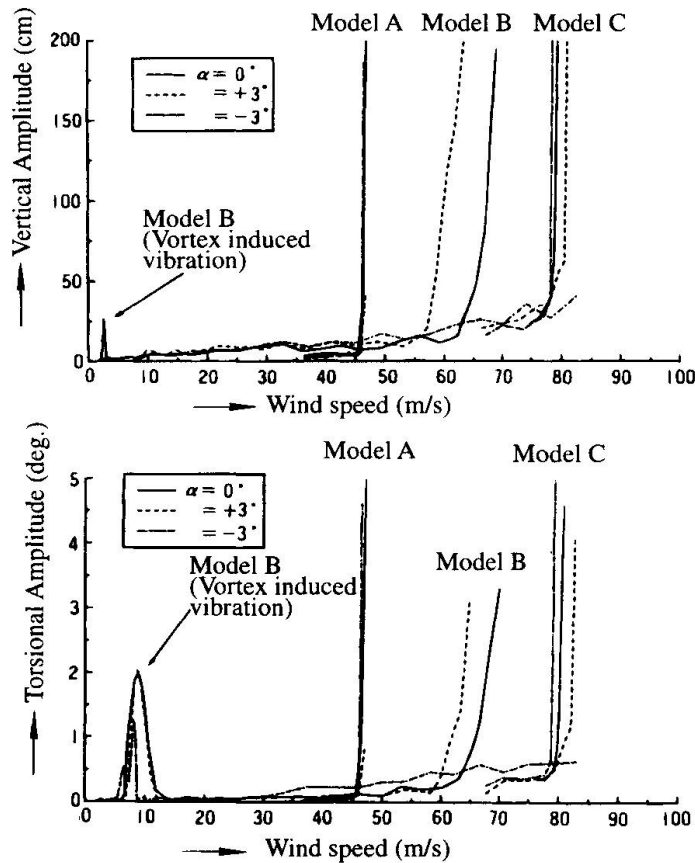 Model A Model B Model C
200
150
100
50
0
Vertical Amplitude (cm)
α = 0°
= +3°
= −3°
Model B
(Vortex induced
vibration)
0 10 20 30 40 50 60 70 80 90 100
Wind speed (m/s)
Model A Model C
5
4
3
2
1
0
Torsional Amplitude (deg.)
α = 0°
= +3°
= −3°
Model B
(Vortex induced
vibration)
Model B
0 10 20 30 40 50 60 70 80 90 100
Wind speed (m/s)